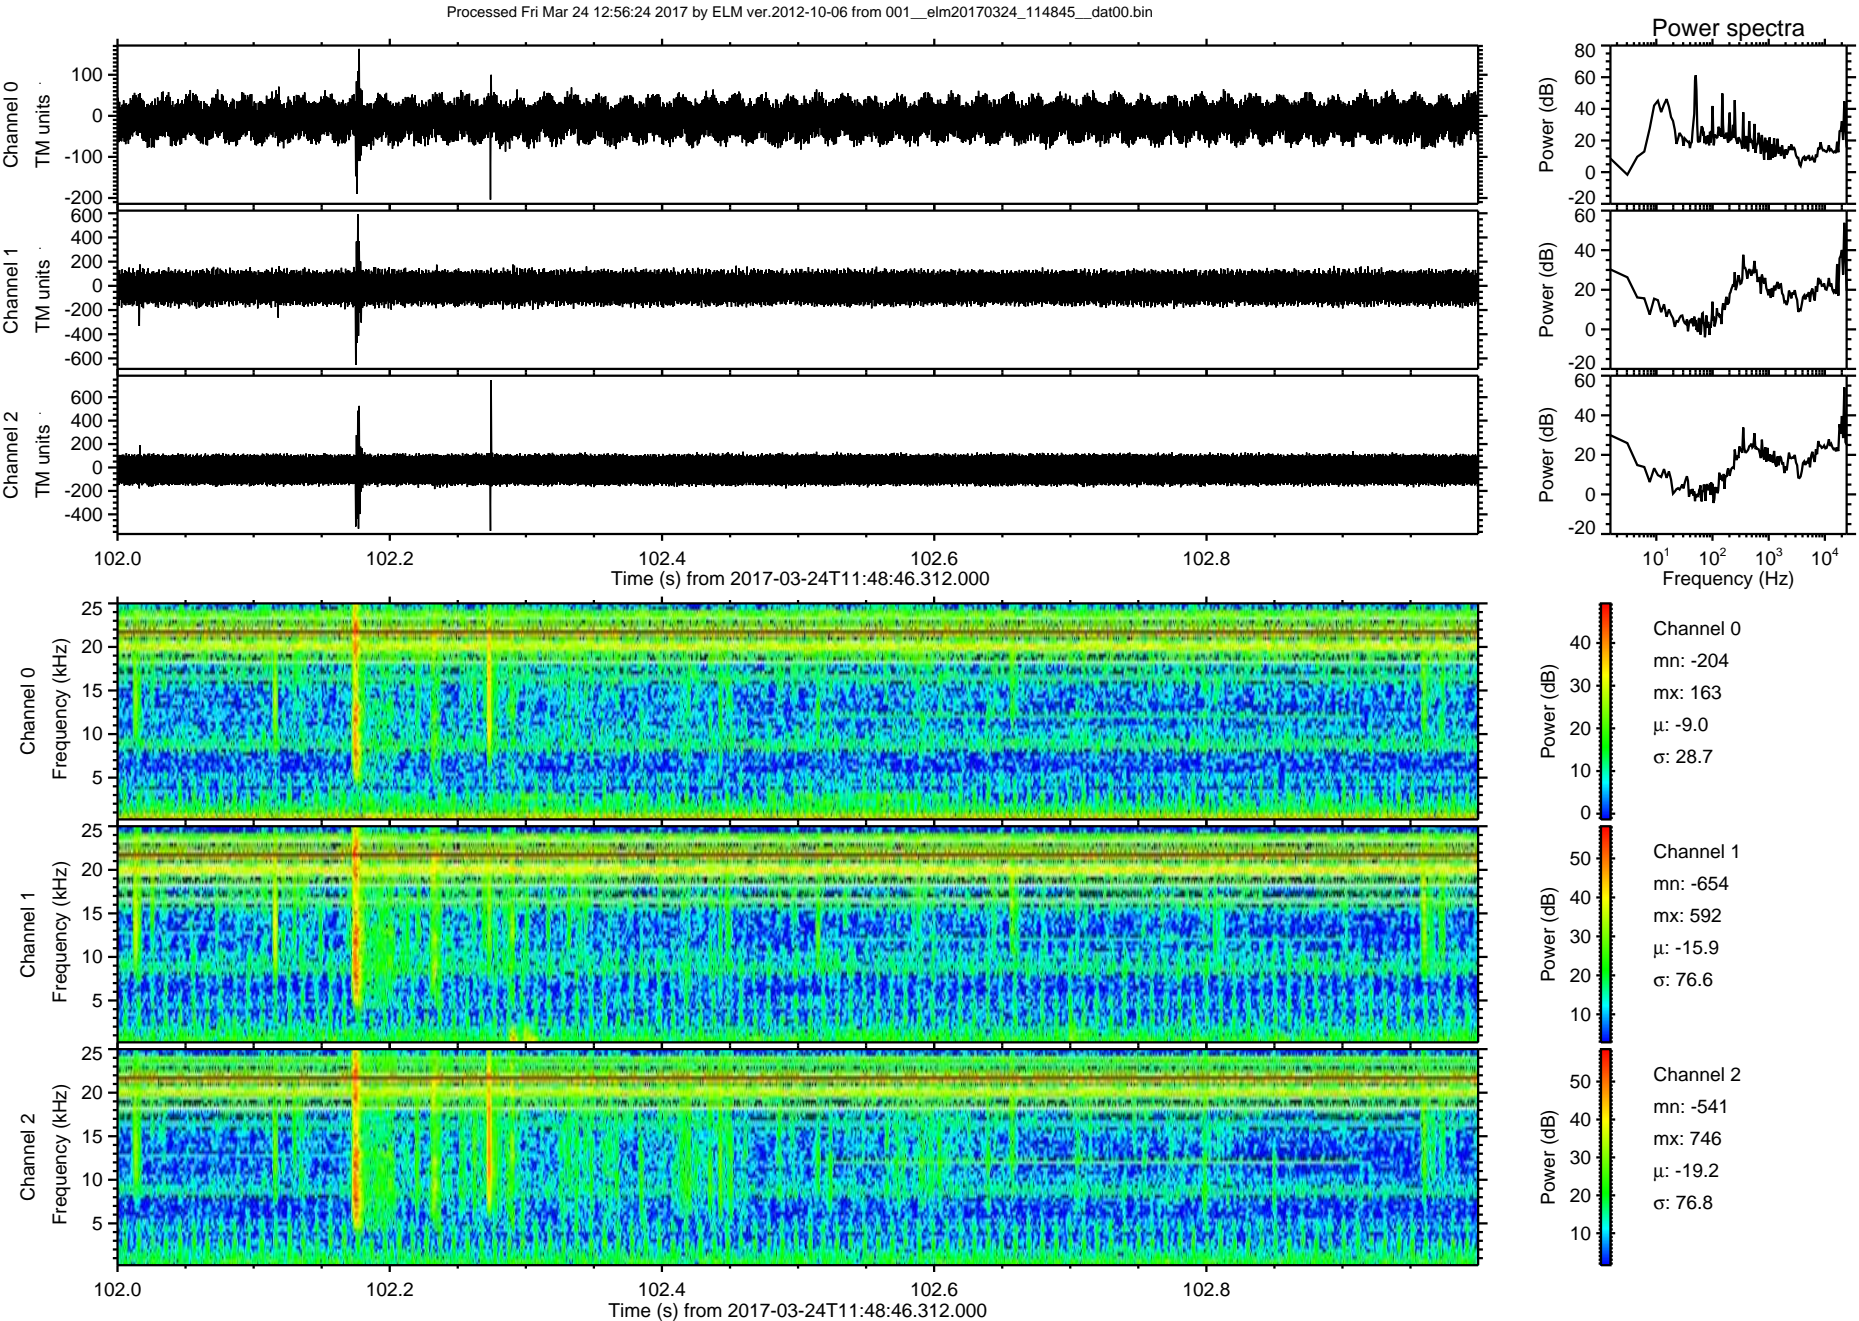 Processed Fri Mar 24 12:56:24 2017 by ELM ver.2012-10-06 from 001__elm20170324_114845__dat00.bin
Power spectra
Channel 0
TM units
100
0
-100
-200
Power (dB)
80
60
40
20
0
-20
Channel 1
TM units
600
400
200
0
-200
-400
-600
Power (dB)
60
40
20
0
-20
Channel 2
TM units
600
400
200
0
-200
-400
Power (dB)
60
40
20
0
-20
102.0 102.2 102.4 102.6 102.8
Time (s) from 2017-03-24T11:48:46.312.000
10^1 10^2 10^3 10^4
Frequency (Hz)
Channel 0
Frequency (kHz)
25
20
15
10
5
Power (dB)
40
30
20
10
0
Channel 0
mn: -204
mx: 163
μ: -9.0
σ: 28.7
Channel 1
Frequency (kHz)
25
20
15
10
5
Power (dB)
50
40
30
20
10
Channel 1
mn: -654
mx: 592
μ: -15.9
σ: 76.6
Channel 2
Frequency (kHz)
25
20
15
10
5
Power (dB)
50
40
30
20
10
Channel 2
mn: -541
mx: 746
μ: -19.2
σ: 76.8
102.0 102.2 102.4 102.6 102.8
Time (s) from 2017-03-24T11:48:46.312.000